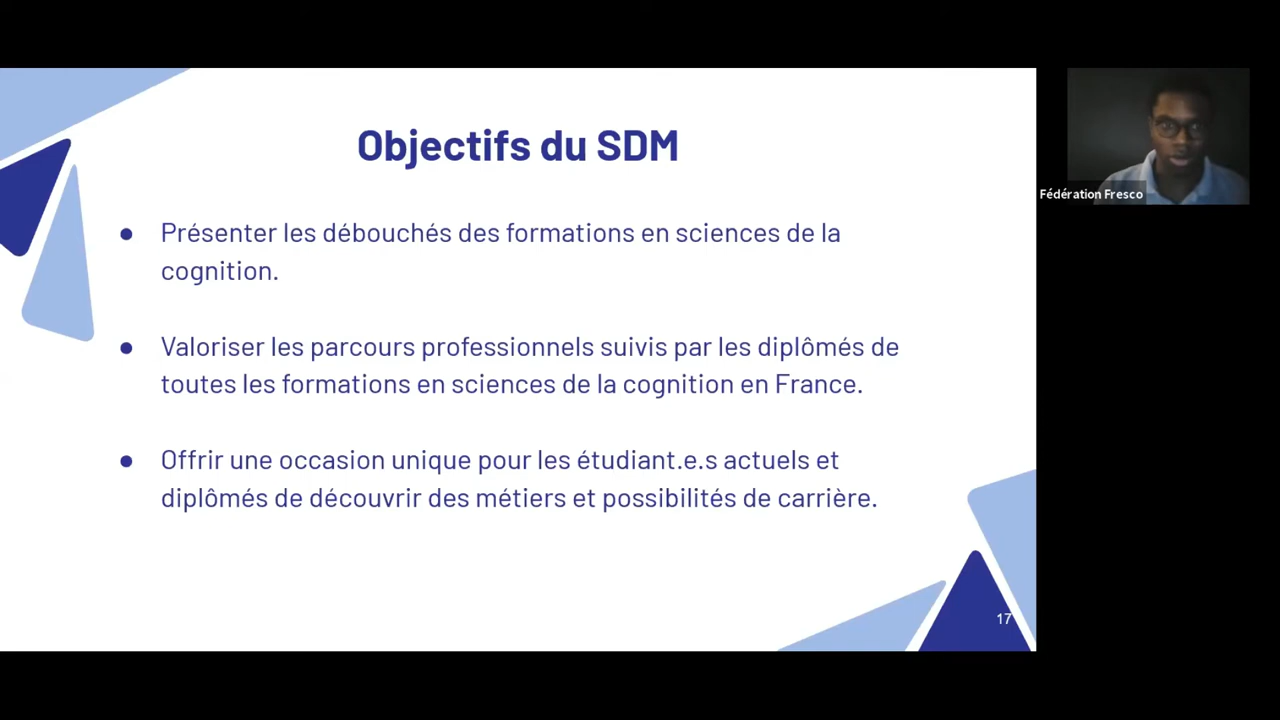 Objectifs du SDM
● Présenter les débouchés des formations en sciences de la
cognition.
● Valoriser les parcours professionnels suivis par les diplômés de
toutes les formations en sciences de la cognition en France.
● Offrir une occasion unique pour les étudiant.e.s actuels et
diplômés de découvrir des métiers et possibilités de carrière.
17
Fédération Fresco